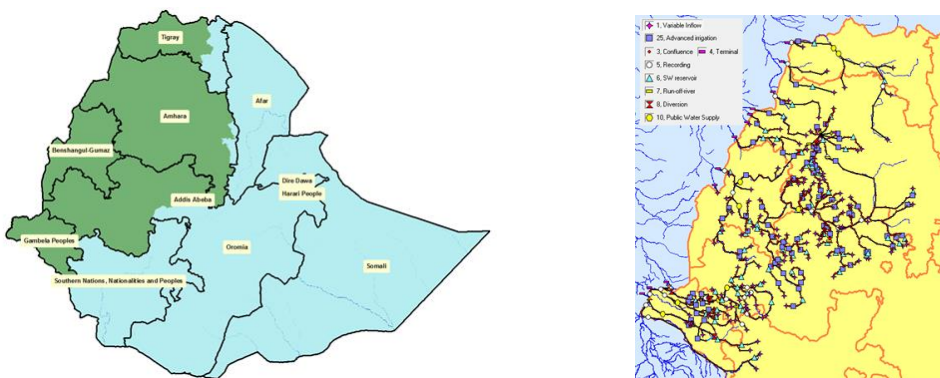 Tigray
Afar
Amhara
Benshangul-Gumaz
Dire Dawa
Harari People
Addis Ababa
Gambela Peoples
Oromia
Somali
Southern Nations, Nationalities and Peoples
1, Variable Inflow
25, Advanced irrigation
3, Confluence 4, Terminal
5, Recording
6, SW reservoir
7, Run-off-river
8, Diversion
10, Public Water Supply